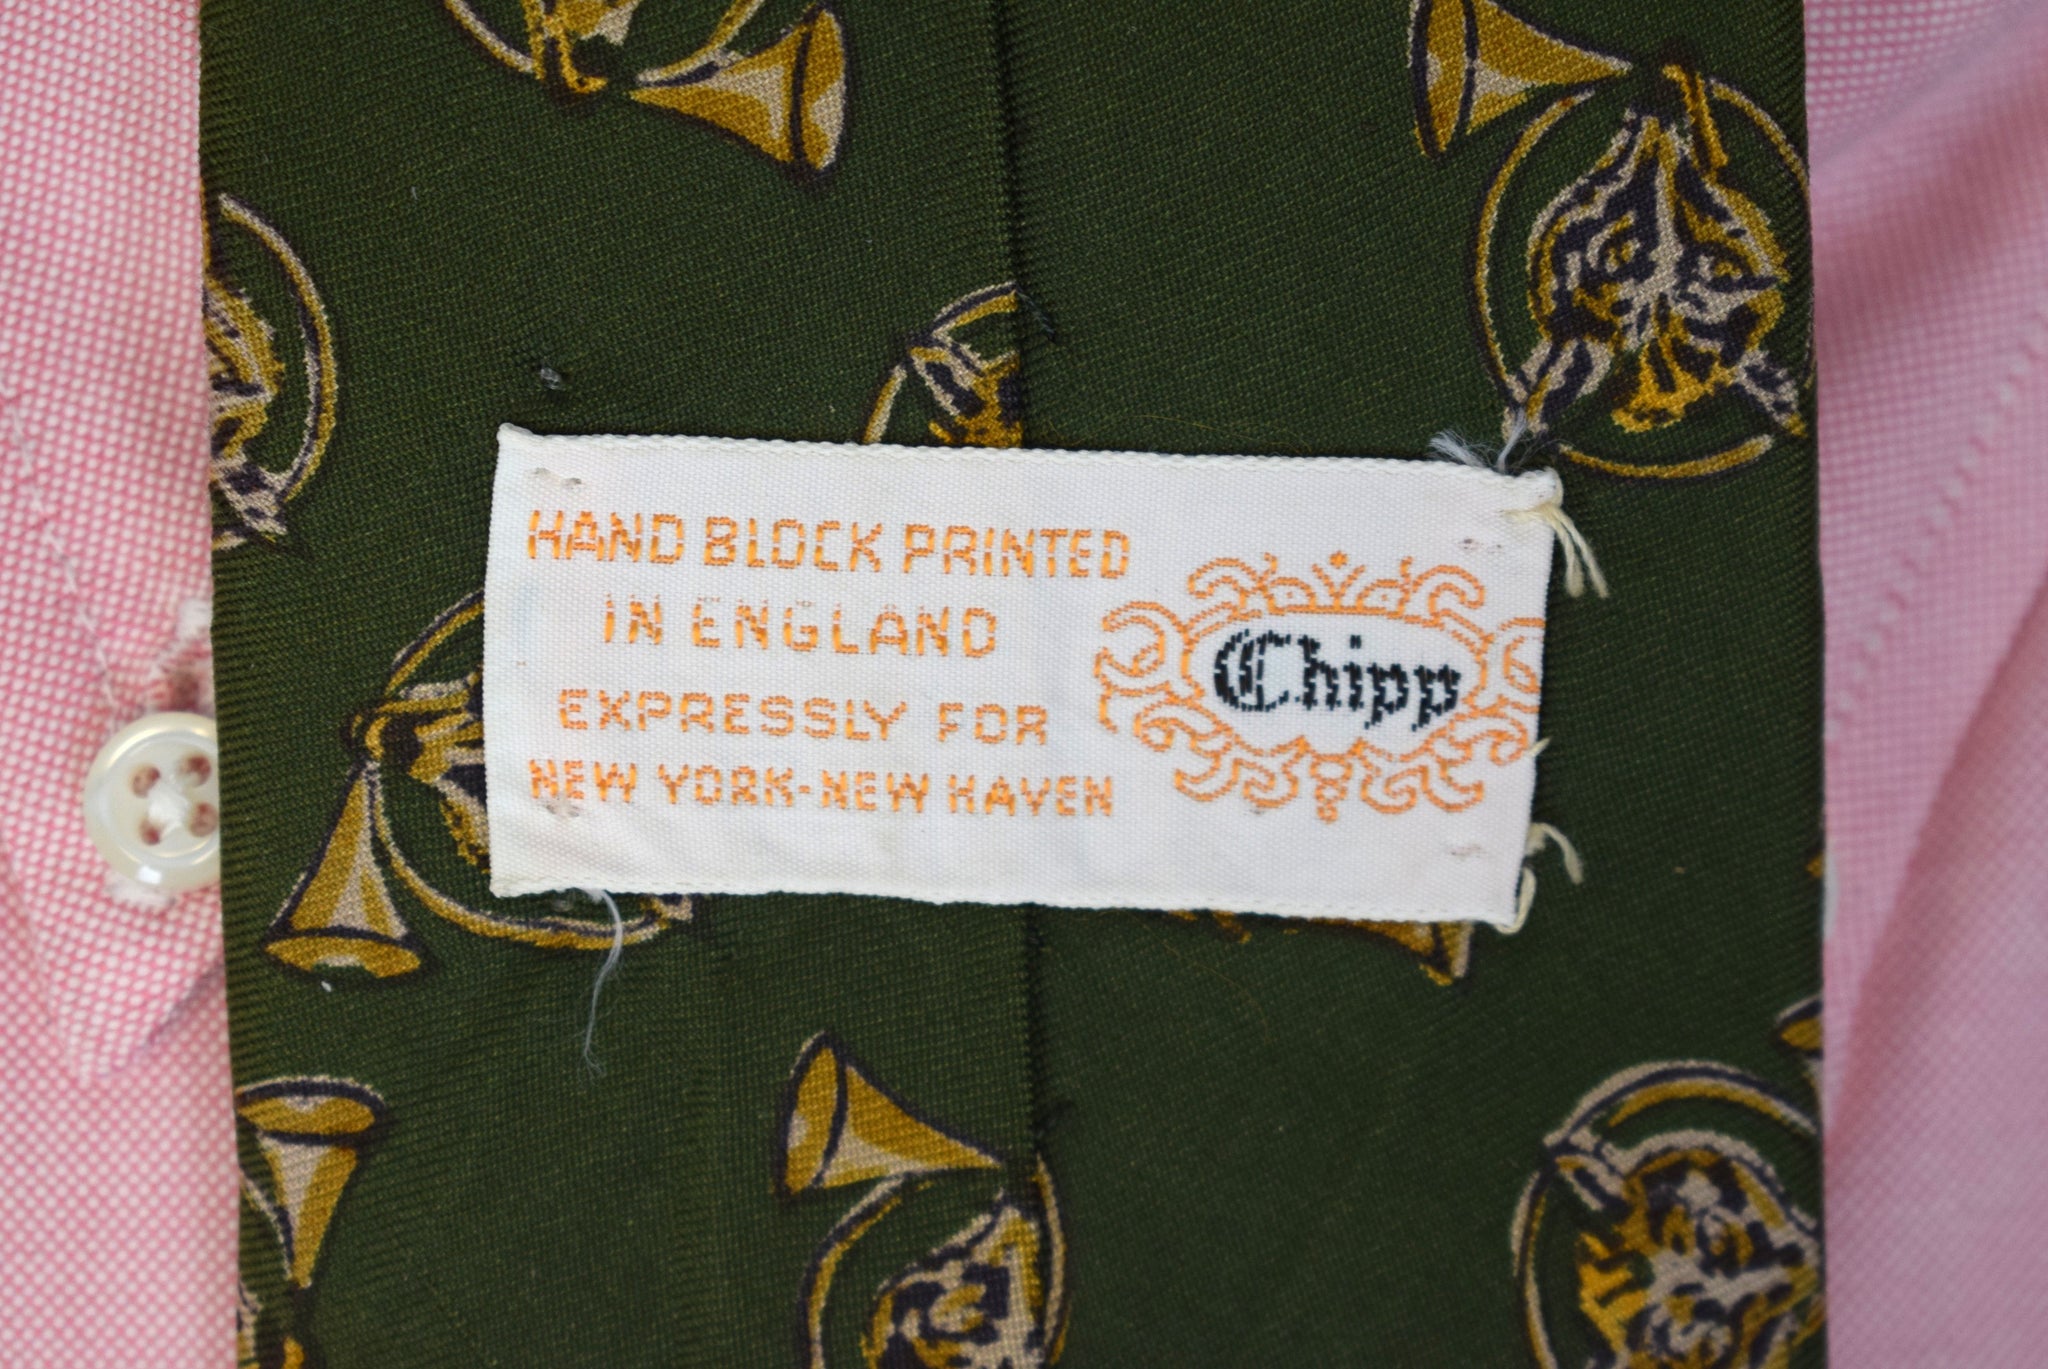 HAND BLOCK PRINTED
IN ENGLAND
EXPRESSLY FOR
NEW YORK-NEW HAVEN
Chipp